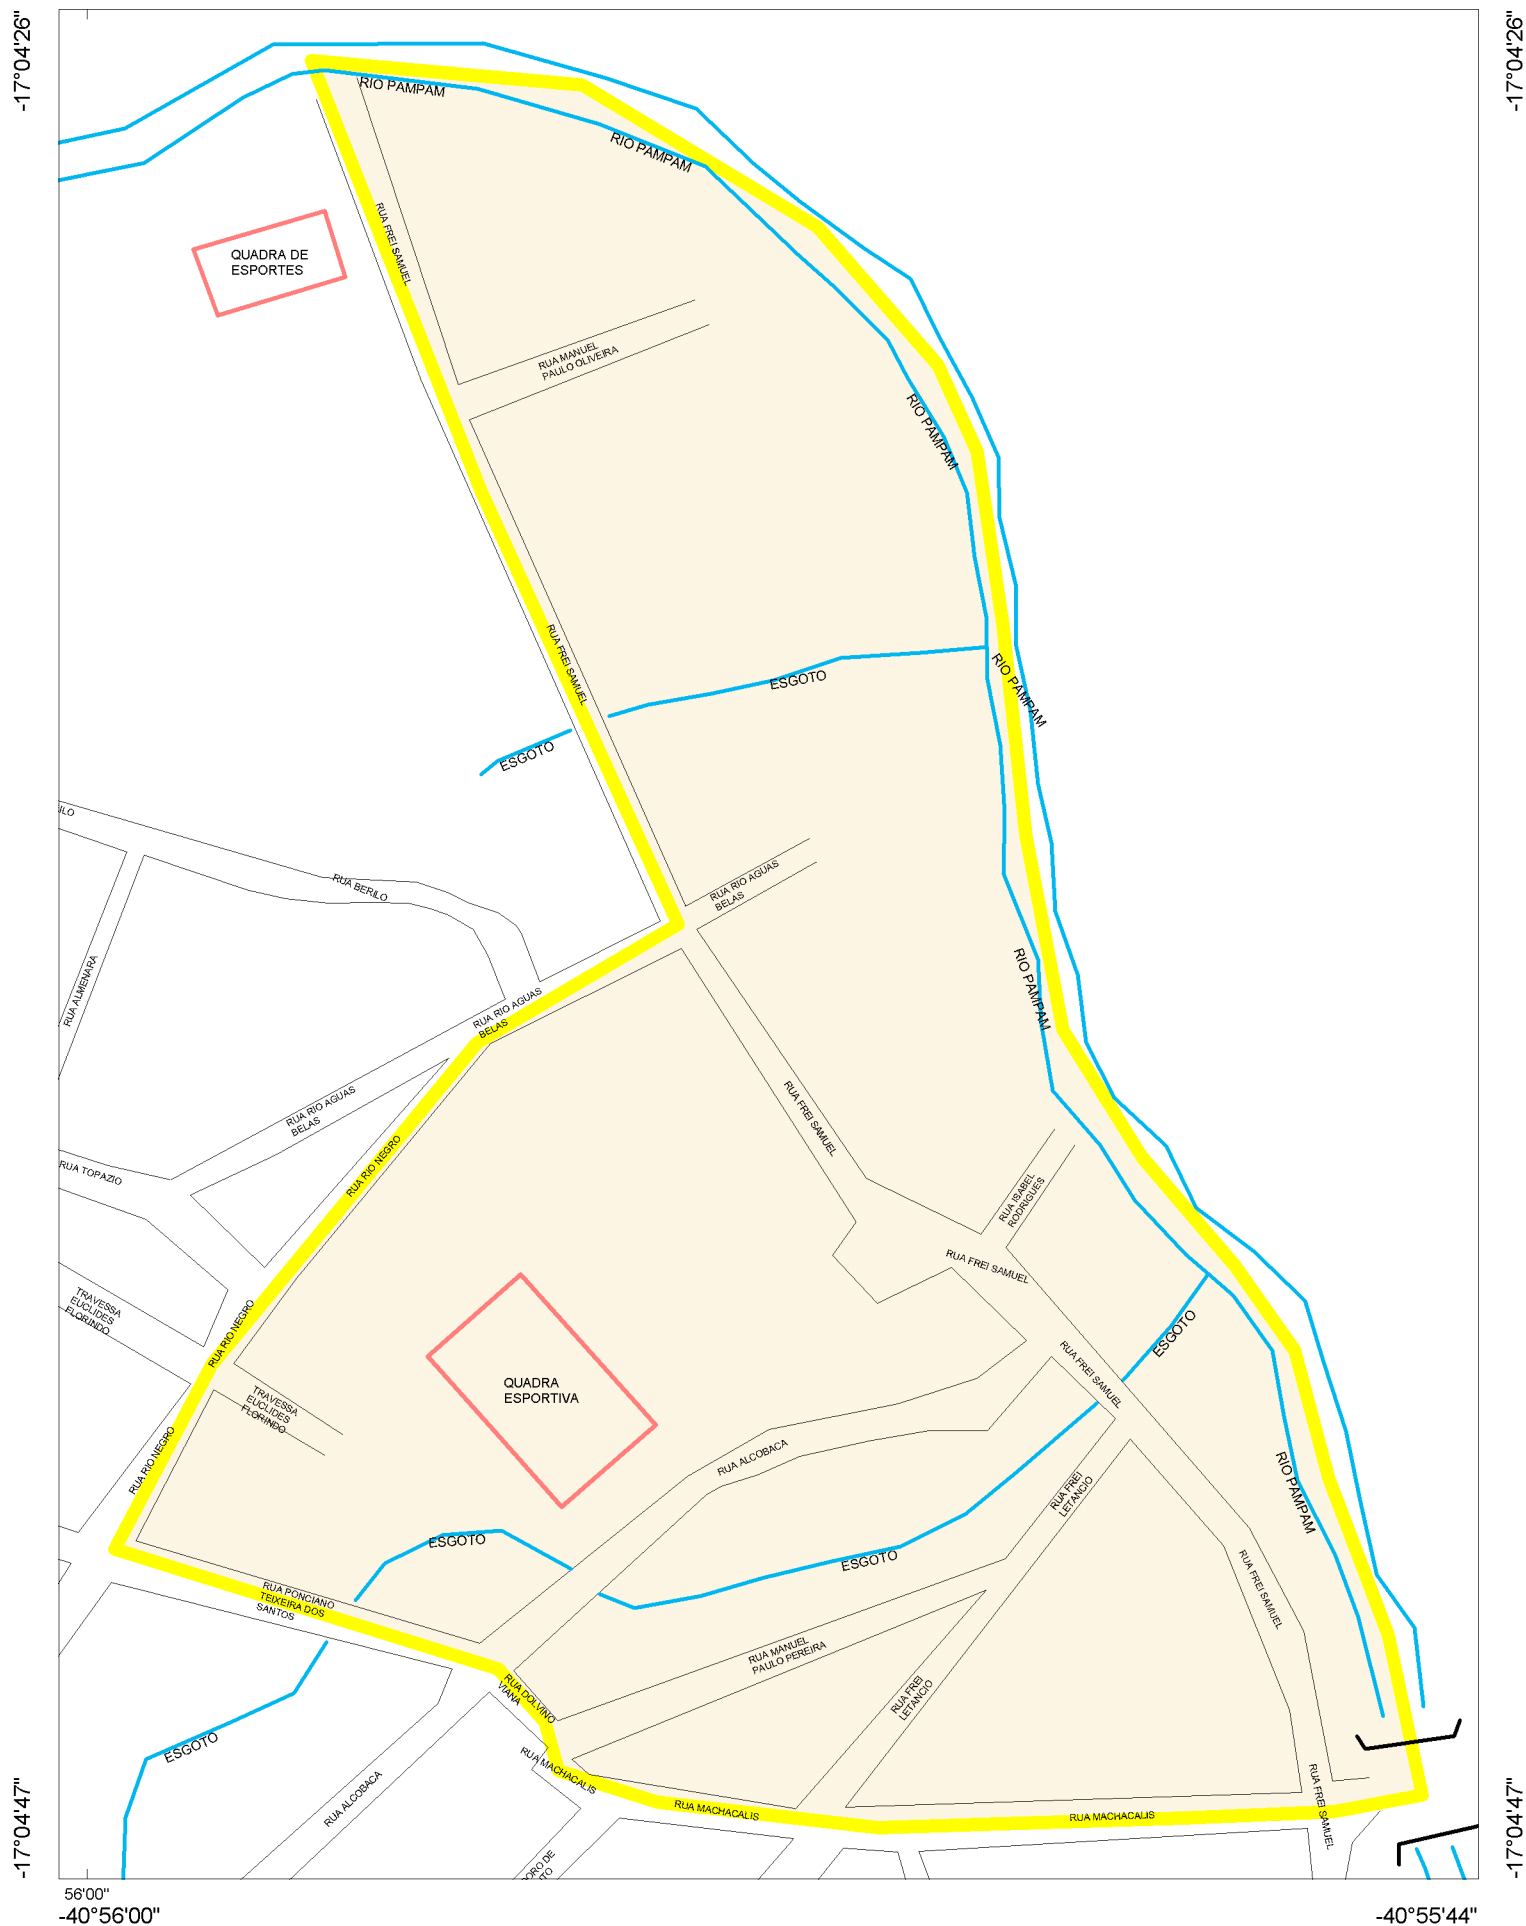 -17°04'26"
-17°04'26"
RIO PAMPAM
RIO PAMPAM
RUA FREI SAMUEL
QUADRA DE
ESPORTES
RUA MANUEL
PAULO OLIVEIRA
RIO PAMPAM
RUA FREI SAMUEL
RIO PAMPAM
ESGOTO
ESGOTO
ILO
RUA BERILO
RUA RIO AGUAS
BELAS
RUA ALMENARA
RIO PAMPAM
RUA RIO AGUAS
BELAS
RUA RIO AGUAS
BELAS
RUA FREI SAMUEL
RUA RIO NEGRO
RUA TOPAZIO
RUA ISABEL
RODRIGUES
RUA FREI SAMUEL
TRAVESSA
EUCLIDES
FLORINDO
RUA RIO NEGRO
ESGOTO
QUADRA
ESPORTIVA
RUA FREI SAMUEL
TRAVESSA
EUCLIDES
FLORINDO
RUA RIO NEGRO
RUA ALCOBACA
RUA FREI
LETANCIO
RIO PAMPAM
ESGOTO
ESGOTO
RUA FREI SAMUEL
RUA PONCIANO
TEIXEIRA DOS
SANTOS
RUA MANUEL
PAULO PEREIRA
RUA DOLVINO
VIANA
RUA FREI
LETANCIO
ESGOTO
RUA MACHACALIS
RUA ALCOBACA
RUA MACHACALIS
RUA MACHACALIS
RUA FREI SAMUEL
-17°04'47"
-17°04'47"
ORO DE
TO
56'00"
-40°56'00"
-40°55'44"